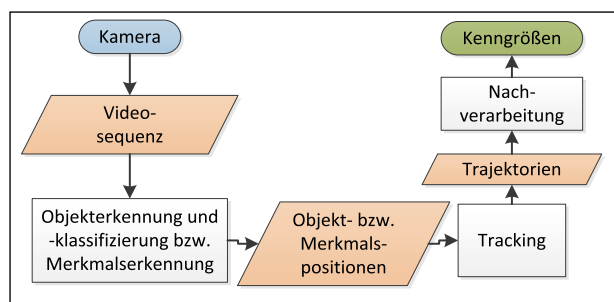 Kamera
Video-
sequenz
Objekterkennung und
-klassifizierung bzw.
Merkmalserkennung
Objekt- bzw.
Merkmals-
positionen
Tracking
Trajektorien
Nach-
verarbeitung
Kenngrößen